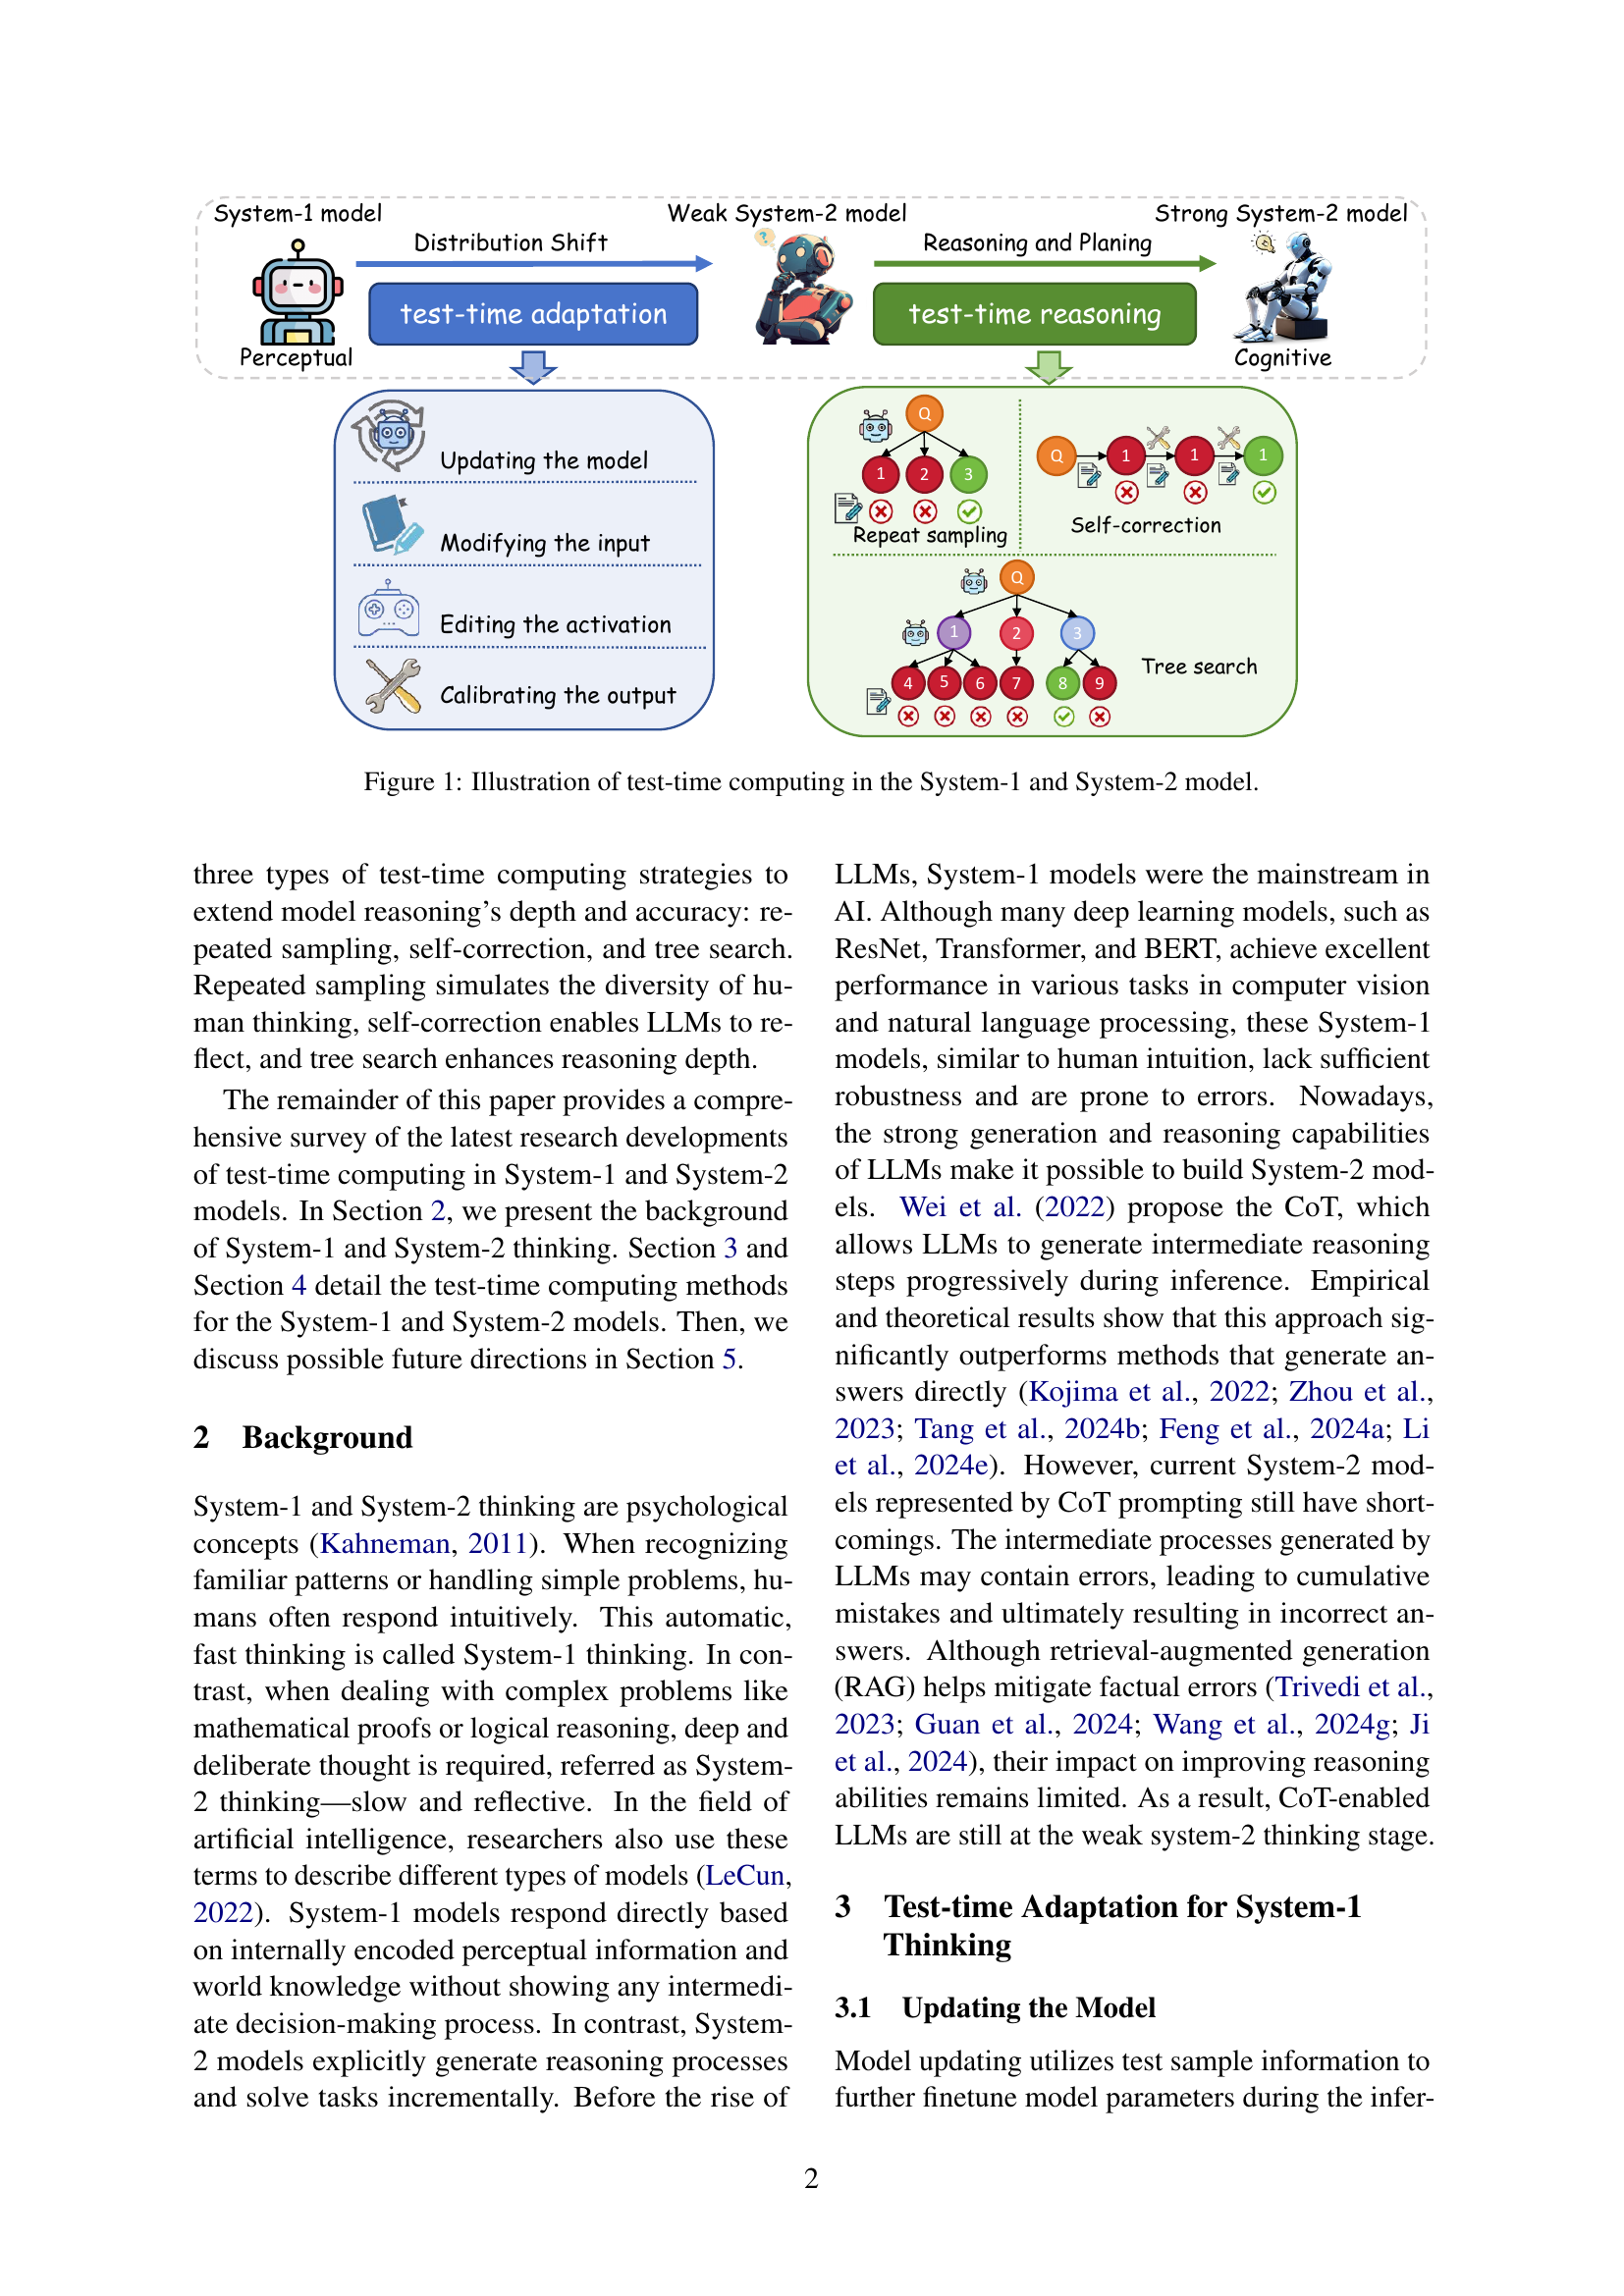 System-1 model
Weak System-2 model
Strong System-2 model
Distribution Shift
Reasoning and Planing
test-time adaptation
test-time reasoning
Perceptual
Cognitive
Updating the model
Modifying the input
Editing the activation
Calibrating the output
Q
1 2 3
Repeat sampling
Q 1 1 1
Self-correction
Q
1 2 3
4 5 6 7 8 9
Tree search
?
Figure 1: Illustration of test-time computing in the System-1 and System-2 model.
three types of test-time computing strategies to
extend model reasoning's depth and accuracy: re-
peated sampling, self-correction, and tree search.
Repeated sampling simulates the diversity of hu-
man thinking, self-correction enables LLMs to re-
flect, and tree search enhances reasoning depth.
The remainder of this paper provides a compre-
hensive survey of the latest research developments
of test-time computing in System-1 and System-2
models. In Section 2, we present the background
of System-1 and System-2 thinking. Section 3 and
Section 4 detail the test-time computing methods
for the System-1 and System-2 models. Then, we
discuss possible future directions in Section 5.
2 Background
System-1 and System-2 thinking are psychological
concepts (Kahneman, 2011). When recognizing
familiar patterns or handling simple problems, hu-
mans often respond intuitively. This automatic,
fast thinking is called System-1 thinking. In con-
trast, when dealing with complex problems like
mathematical proofs or logical reasoning, deep and
deliberate thought is required, referred as System-
2 thinking—slow and reflective. In the field of
artificial intelligence, researchers also use these
terms to describe different types of models (LeCun,
2022). System-1 models respond directly based
on internally encoded perceptual information and
world knowledge without showing any intermedi-
ate decision-making process. In contrast, System-
2 models explicitly generate reasoning processes
and solve tasks incrementally. Before the rise of
LLMs, System-1 models were the mainstream in
AI. Although many deep learning models, such as
ResNet, Transformer, and BERT, achieve excellent
performance in various tasks in computer vision
and natural language processing, these System-1
models, similar to human intuition, lack sufficient
robustness and are prone to errors. Nowadays,
the strong generation and reasoning capabilities
of LLMs make it possible to build System-2 mod-
els. Wei et al. (2022) propose the CoT, which
allows LLMs to generate intermediate reasoning
steps progressively during inference. Empirical
and theoretical results show that this approach sig-
nificantly outperforms methods that generate an-
swers directly (Kojima et al., 2022; Zhou et al.,
2023; Tang et al., 2024b; Feng et al., 2024a; Li
et al., 2024e). However, current System-2 mod-
els represented by CoT prompting still have short-
comings. The intermediate processes generated by
LLMs may contain errors, leading to cumulative
mistakes and ultimately resulting in incorrect an-
swers. Although retrieval-augmented generation
(RAG) helps mitigate factual errors (Trivedi et al.,
2023; Guan et al., 2024; Wang et al., 2024g; Ji
et al., 2024), their impact on improving reasoning
abilities remains limited. As a result, CoT-enabled
LLMs are still at the weak system-2 thinking stage.
3 Test-time Adaptation for System-1
Thinking
3.1 Updating the Model
Model updating utilizes test sample information to
further finetune model parameters during the infer-
2